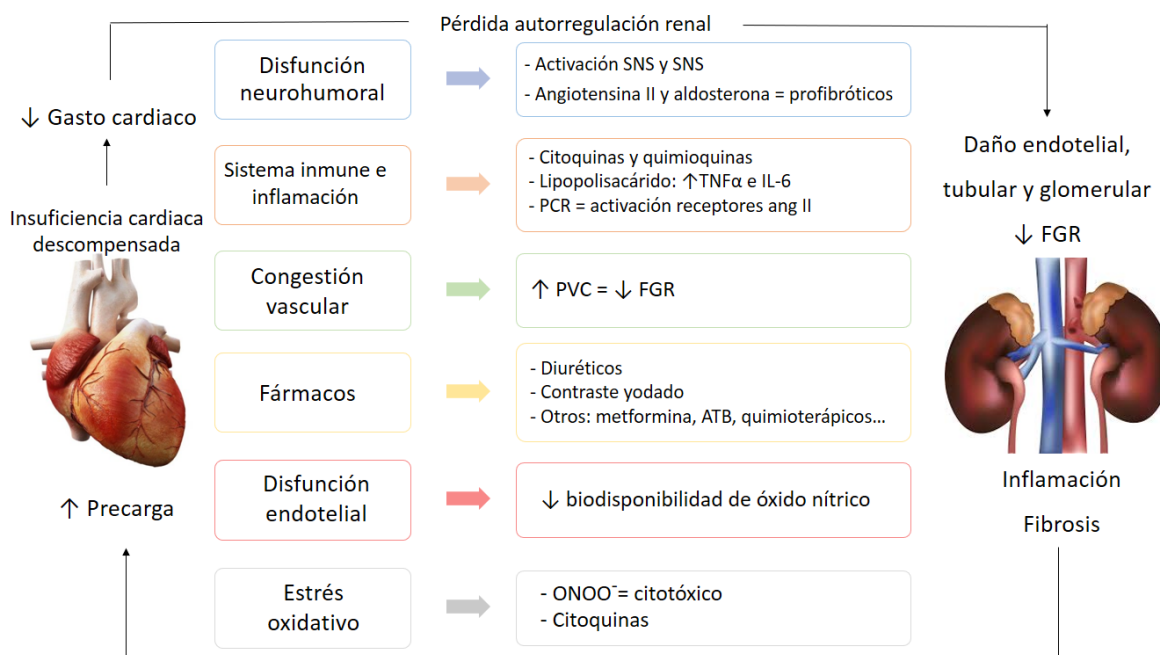 Pérdida autorregulación renal
↓ Gasto cardiaco
Insuficiencia cardiaca
descompensada
↑ Precarga
Disfunción
neurohumoral
- Activación SNS y SNS
- Angiotensina II y aldosterona = profibróticos
Sistema inmune e
inflamación
- Citoquinas y quimioquinas
- Lipopolisacárido: ↑TNFα e IL-6
- PCR = activación receptores ang II
Congestión
vascular
↑ PVC = ↓ FGR
Fármacos
- Diuréticos
- Contraste yodado
- Otros: metformina, ATB, quimioterápicos...
Disfunción
endotelial
↓ biodisponibilidad de óxido nítrico
Estrés
oxidativo
- ONOO⁻= citotóxico
- Citoquinas
Daño endotelial,
tubular y glomerular
↓ FGR
Inflamación
Fibrosis